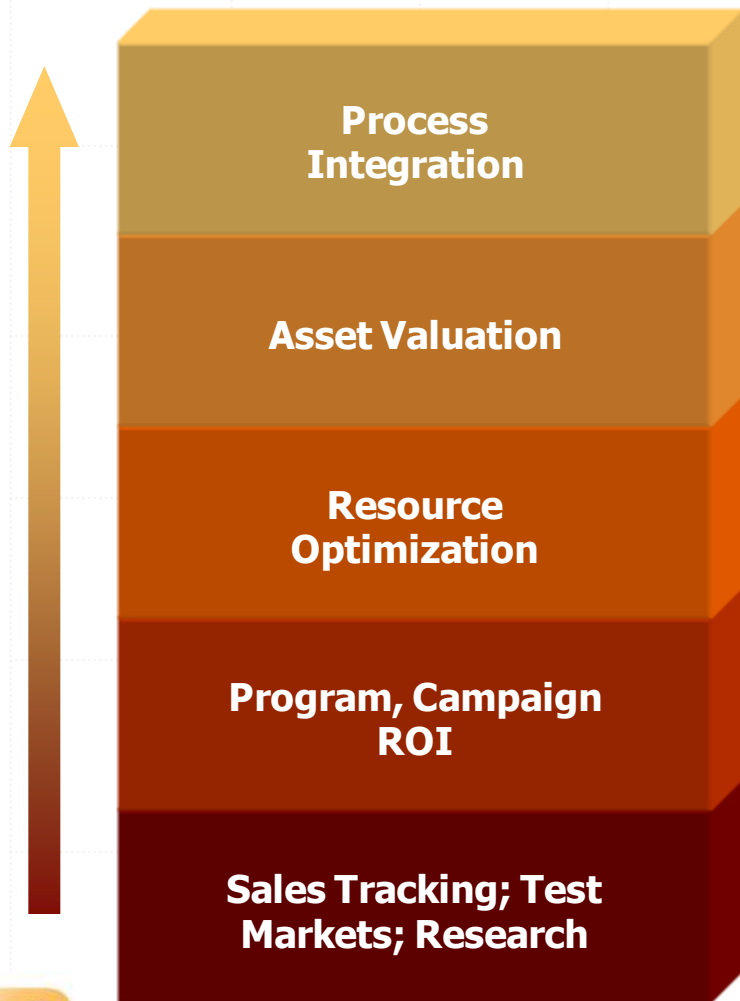 Process
Integration
Asset Valuation
Resource
Optimization
Program, Campaign
ROI
Sales Tracking; Test
Markets; Research